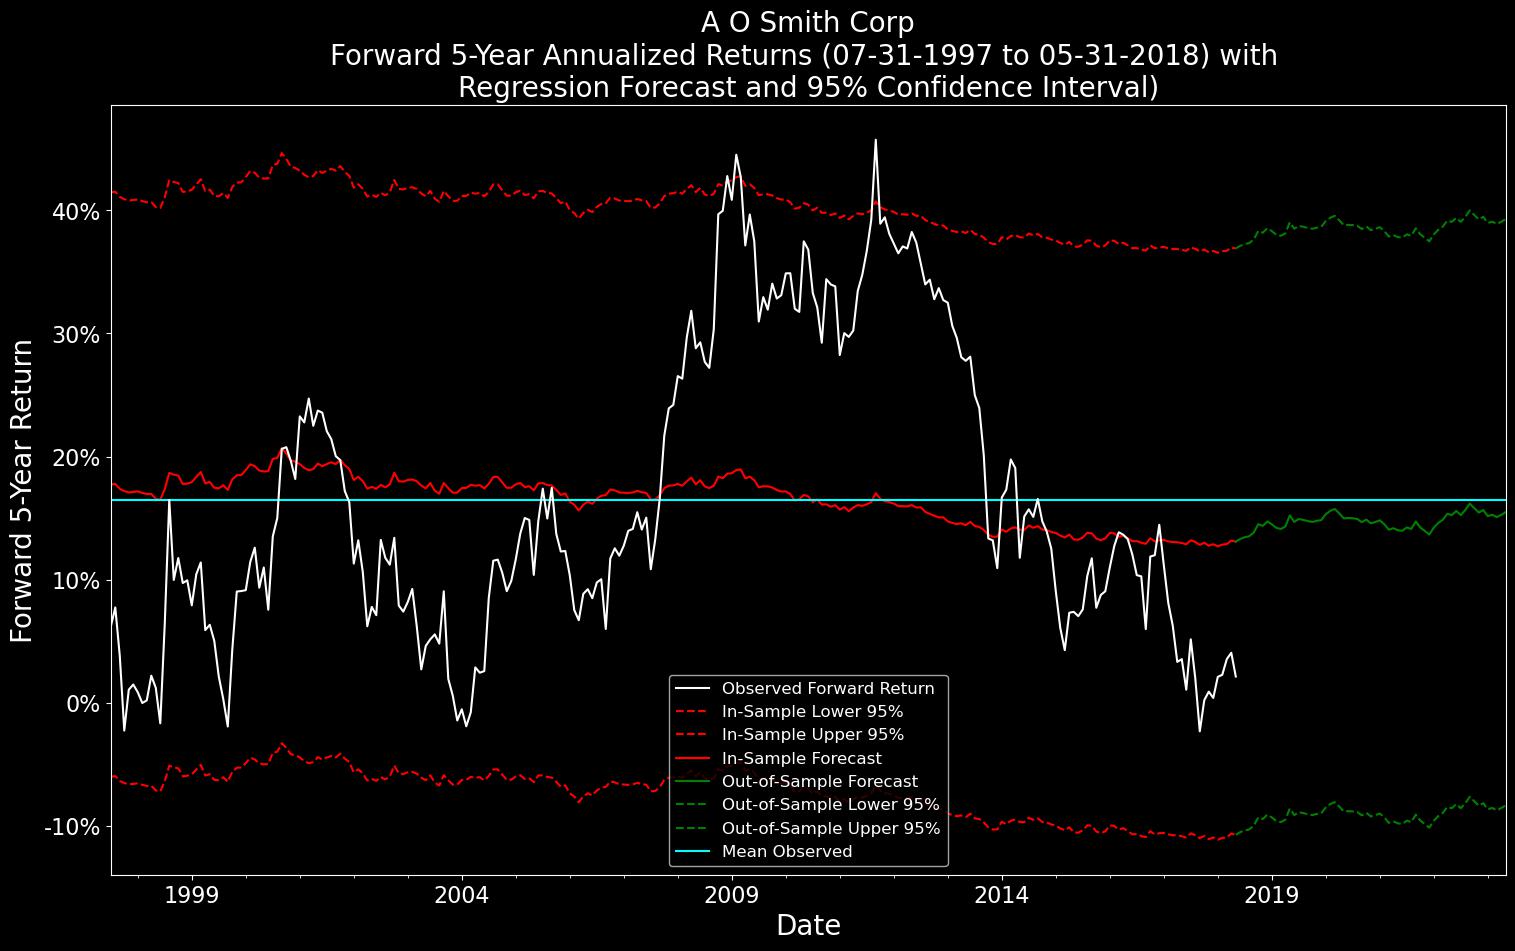 A O Smith Corp
Forward 5-Year Annualized Returns (07-31-1997 to 05-31-2018) with
Regression Forecast and 95% Confidence Interval)
Forward 5-Year Return
40%
30%
20%
10%
0%
-10%
Observed Forward Return
In-Sample Lower 95%
In-Sample Upper 95%
In-Sample Forecast
Out-of-Sample Forecast
Out-of-Sample Lower 95%
Out-of-Sample Upper 95%
Mean Observed
1999 2004 2009 2014 2019
Date